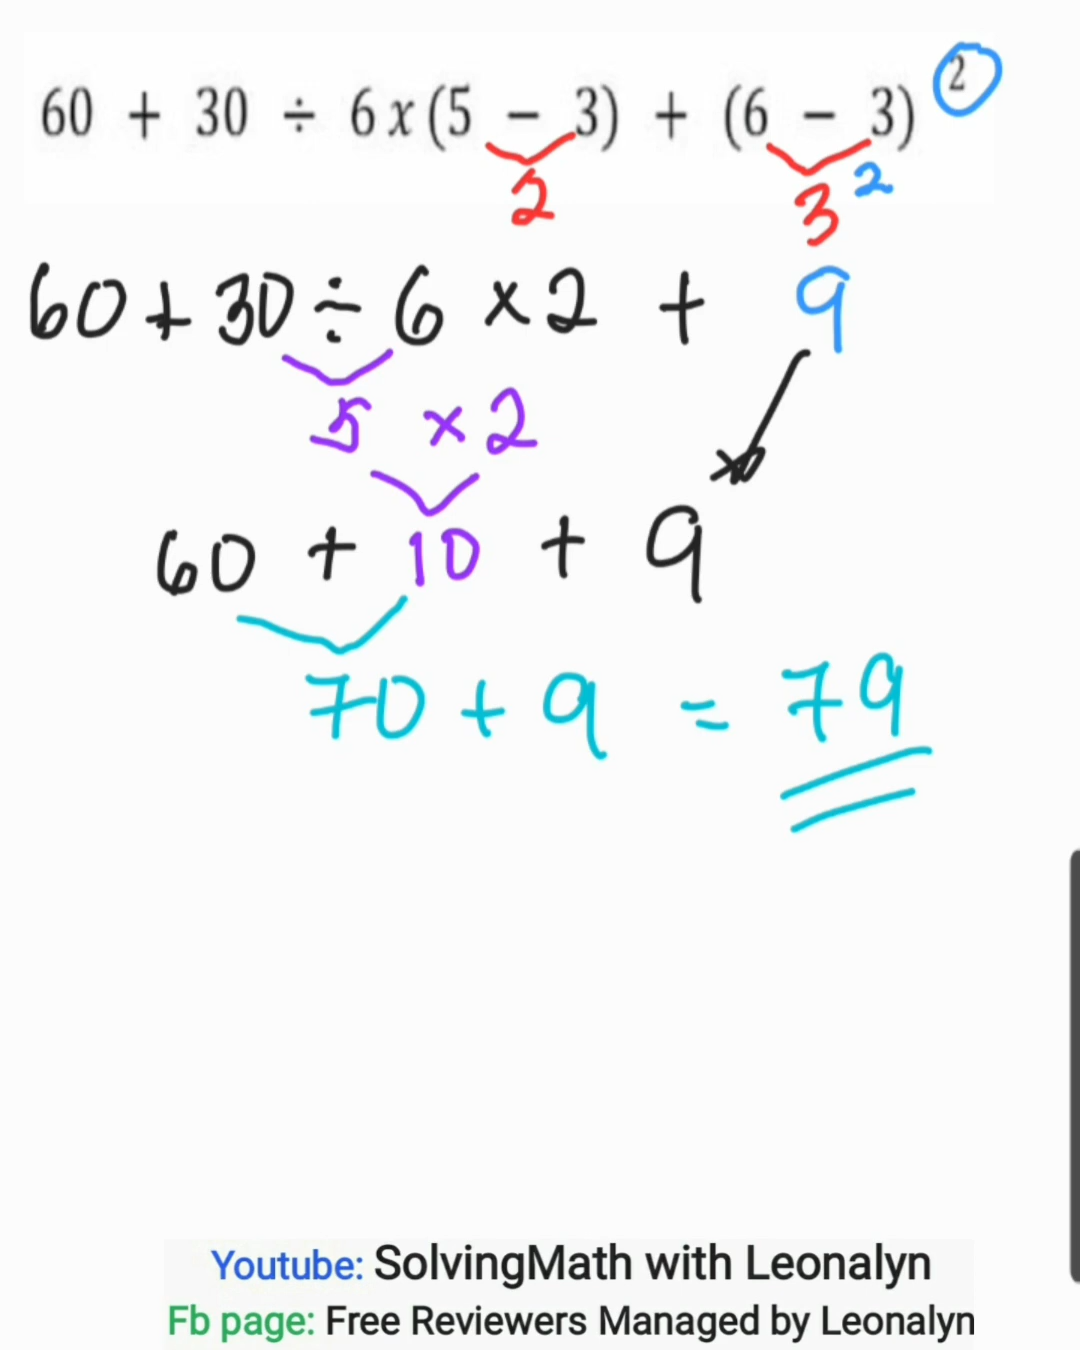 60 + 30 ÷ 6 x (5 − 3) + (6 − 3)²
2 3²
60 + 30 ÷ 6 × 2 + 9
5 × 2
60 + 10 + 9
70 + 9 = 79
Youtube: SolvingMath with Leonalyn
Fb page: Free Reviewers Managed by Leonalyn